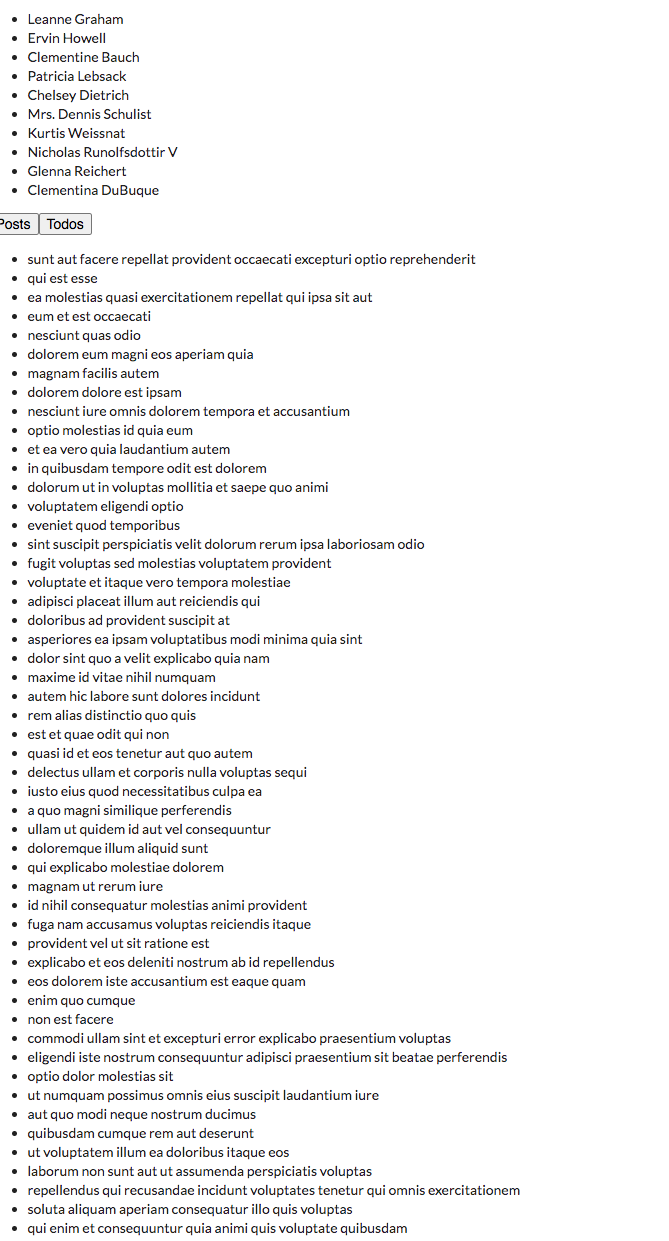 Leanne Graham
Ervin Howell
Clementine Bauch
Patricia Lebsack
Chelsey Dietrich
Mrs. Dennis Schulist
Kurtis Weissnat
Nicholas Runolfsdottir V
Glenna Reichert
Clementina DuBuque
Posts Todos
sunt aut facere repellat provident occaecati excepturi optio reprehenderit
qui est esse
ea molestias quasi exercitationem repellat qui ipsa sit aut
eum et est occaecati
nesciunt quas odio
dolorem eum magni eos aperiam quia
magnam facilis autem
dolorem dolore est ipsam
nesciunt iure omnis dolorem tempora et accusantium
optio molestias id quia eum
et ea vero quia laudantium autem
in quibusdam tempore odit est dolorem
dolorum ut in voluptas mollitia et saepe quo animi
voluptatem eligendi optio
eveniet quod temporibus
sint suscipit perspiciatis velit dolorum rerum ipsa laboriosam odio
fugit voluptas sed molestias voluptatem provident
voluptate et itaque vero tempora molestiae
adipisci placeat illum aut reiciendis qui
doloribus ad provident suscipit at
asperiores ea ipsam voluptatibus modi minima quia sint
dolor sint quo a velit explicabo quia nam
maxime id vitae nihil numquam
autem hic labore sunt dolores incidunt
rem alias distinctio quo quis
est et quae odit qui non
quasi id et eos tenetur aut quo autem
delectus ullam et corporis nulla voluptas sequi
iusto eius quod necessitatibus culpa ea
a quo magni similique perferendis
ullam ut quidem id aut vel consequuntur
doloremque illum aliquid sunt
qui explicabo molestiae dolorem
magnam ut rerum iure
id nihil consequatur molestias animi provident
fuga nam accusamus voluptas reiciendis itaque
provident vel ut sit ratione est
explicabo et eos deleniti nostrum ab id repellendus
eos dolorem iste accusantium est eaque quam
enim quo cumque
non est facere
commodi ullam sint et excepturi error explicabo praesentium voluptas
eligendi iste nostrum consequuntur adipisci praesentium sit beatae perferendis
optio dolor molestias sit
ut numquam possimus omnis eius suscipit laudantium iure
aut quo modi neque nostrum ducimus
quibusdam cumque rem aut deserunt
ut voluptatem illum ea doloribus itaque eos
laborum non sunt aut ut assumenda perspiciatis voluptas
repellendus qui recusandae incidunt voluptates tenetur qui omnis exercitationem
soluta aliquam aperiam consequatur illo quis voluptas
qui enim et consequuntur quia animi quis voluptate quibusdam